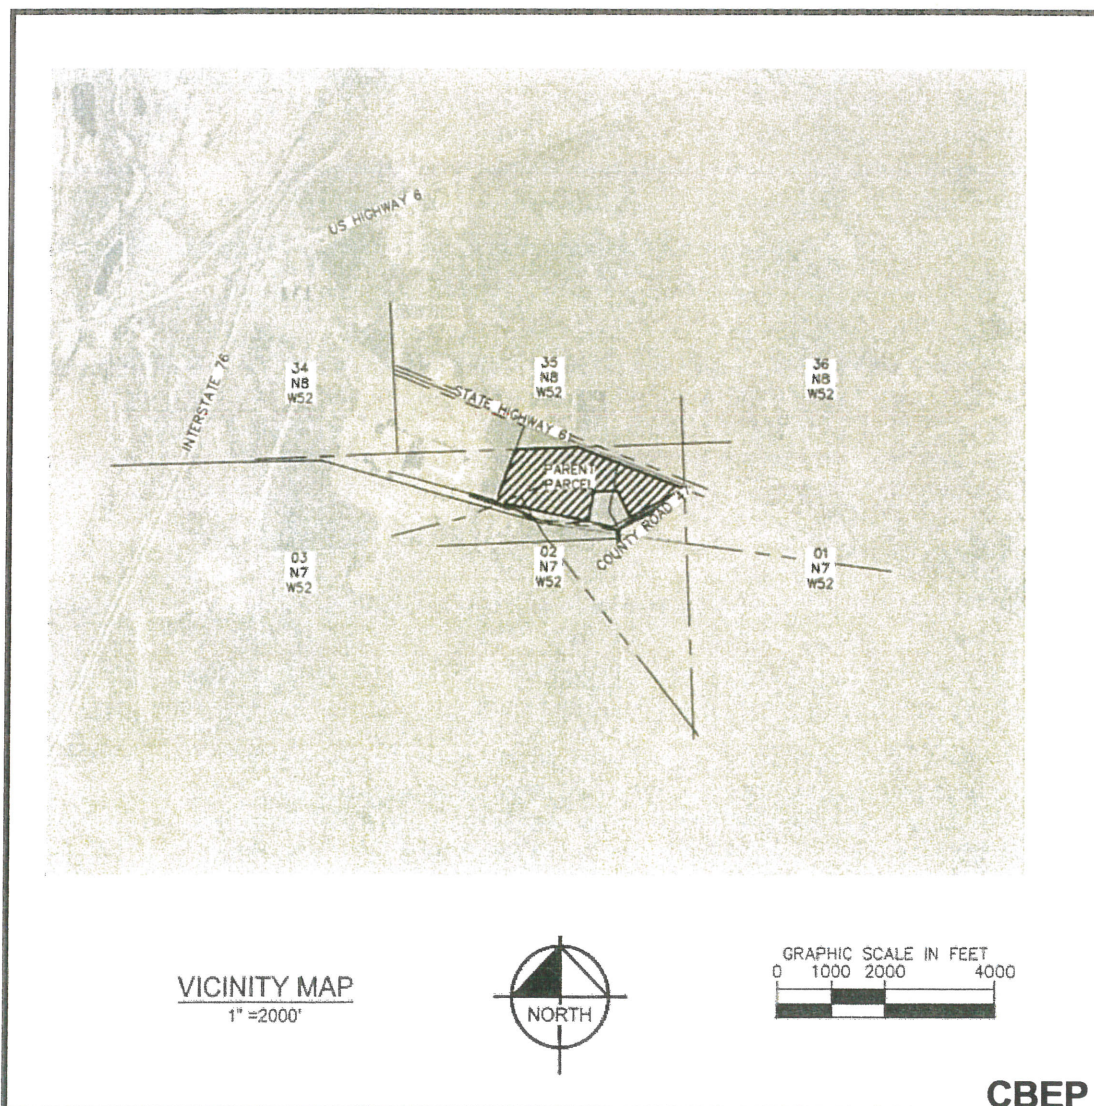 US HIGHWAY 6
INTERSTATE 76
34
N8
W52
35
N8
W52
36
N8
W52
STATE HIGHWAY 61
PARENT
PARCEL
COUNTY ROAD
03
N7
W52
02
N7
W52
01
N7
W52
VICINITY MAP
1" =2000'
NORTH
GRAPHIC SCALE IN FEET
0 1000 2000 4000
CBEP